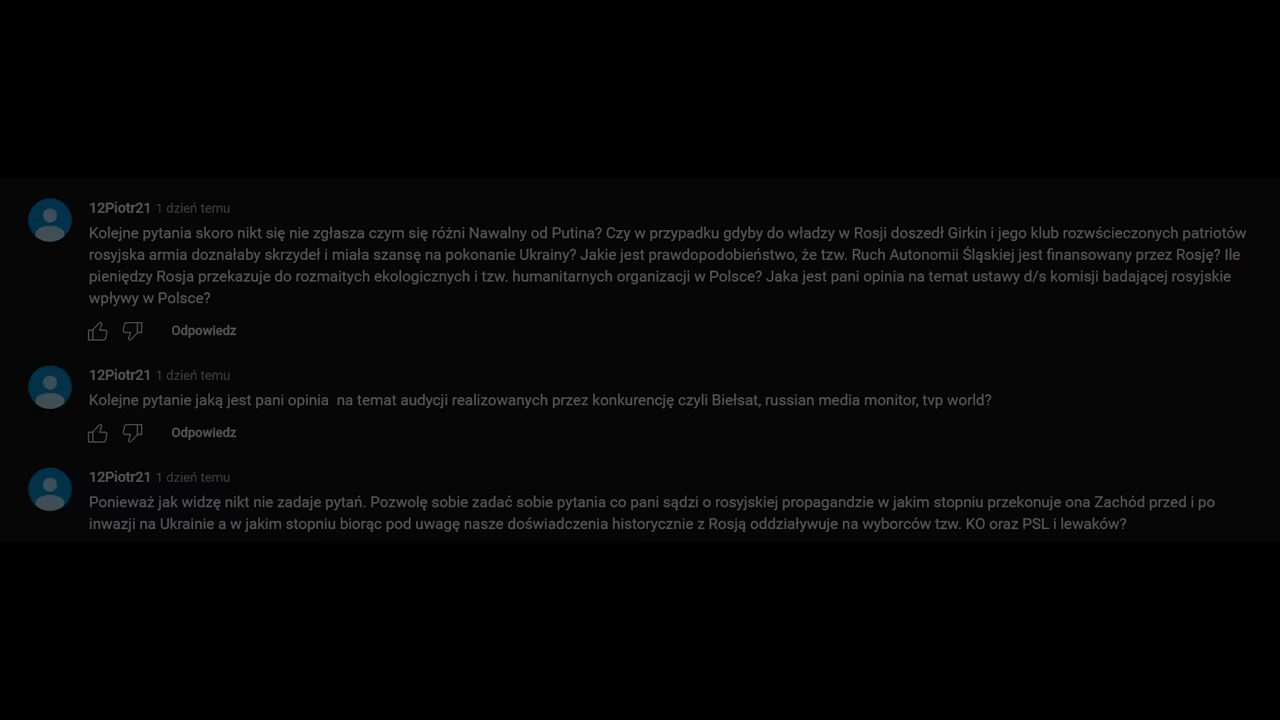 12Piotr21 1 dzień temu
Kolejne pytania skoro nikt się nie zgłasza czym się różni Nawalny od Putina? Czy w przypadku gdyby do władzy w Rosji doszedł Girkin i jego klub rozwścieczonych patriotów
rosyjska armia doznałaby skrzydeł i miała szansę na pokonanie Ukrainy? Jakie jest prawdopodobieństwo, że tzw. Ruch Autonomii Śląskiej jest finansowany przez Rosję? Ile
pieniędzy Rosja przekazuje do rozmaitych ekologicznych i tzw. humanitarnych organizacji w Polsce? Jaka jest pani opinia na temat ustawy d/s komisji badającej rosyjskie
wpływy w Polsce?
Odpowiedz
12Piotr21 1 dzień temu
Kolejne pytanie jaką jest pani opinia  na temat audycji realizowanych przez konkurencję czyli Biełsat, russian media monitor, tvp world?
Odpowiedz
12Piotr21 1 dzień temu
Ponieważ jak widzę nikt nie zadaje pytań. Pozwolę sobie zadać sobie pytania co pani sądzi o rosyjskiej propagandzie w jakim stopniu przekonuje ona Zachód przed i po
inwazji na Ukrainie a w jakim stopniu biorąc pod uwagę nasze doświadczenia historycznie z Rosją oddziaływuje na wyborców tzw. KO oraz PSL i lewaków?